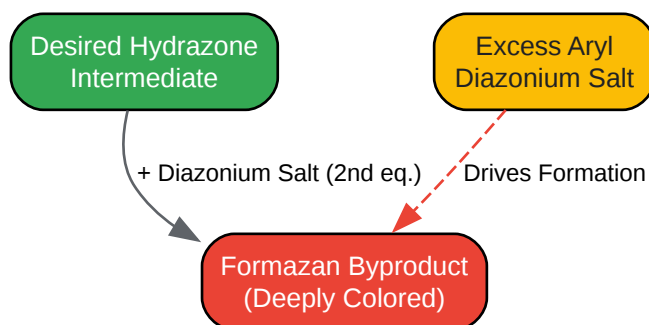 Desired Hydrazone
Intermediate
Excess Aryl
Diazonium Salt
+ Diazonium Salt (2nd eq.)
Drives Formation
Formazan Byproduct
(Deeply Colored)